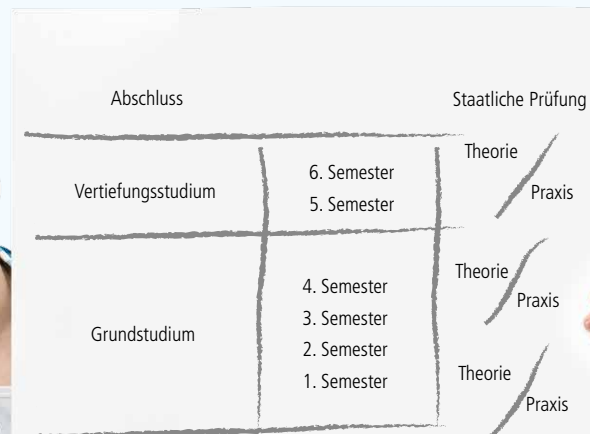 Abschluss
Staatliche Prüfung
Theorie
Praxis
Vertiefungsstudium
6. Semester
5. Semester
Theorie
Praxis
Grundstudium
4. Semester
3. Semester
2. Semester
1. Semester
Theorie
Praxis